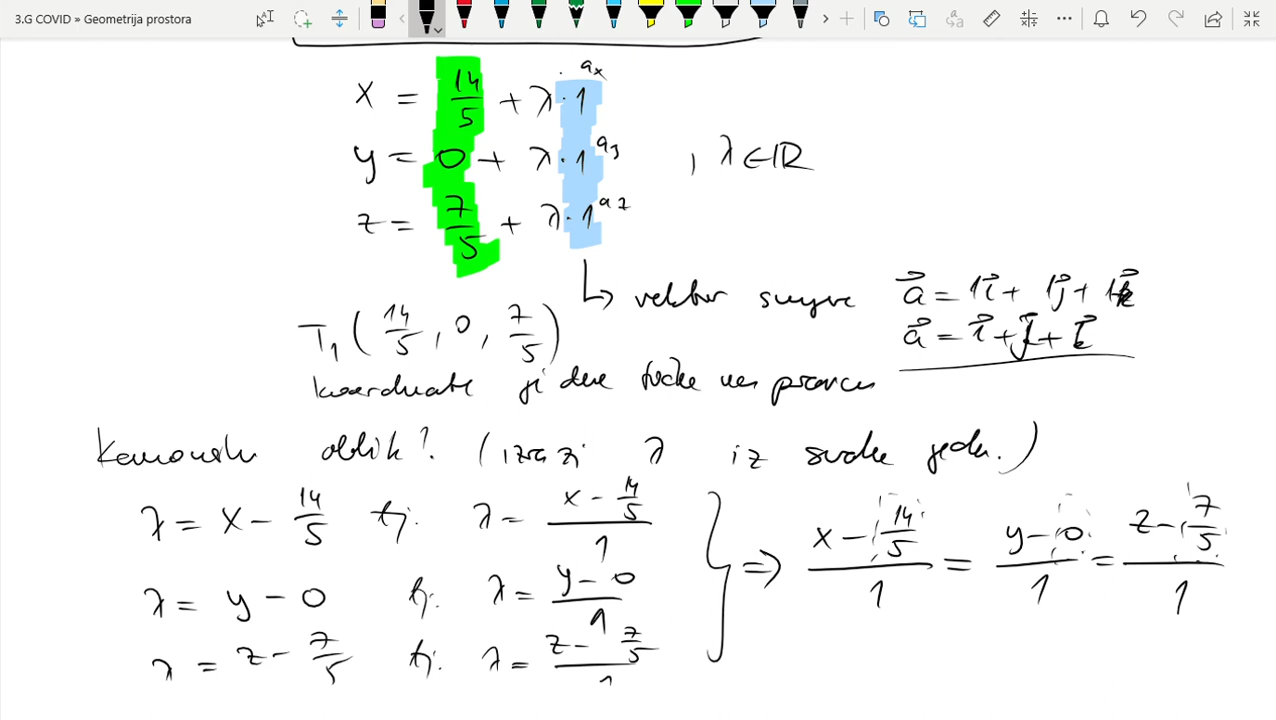 3.G COVID » Geometrija prostora
x = 14/5 + λ · 1 aₓ
y = 0 + λ · 1 a₃ , λ ∈ ℝ
z = 7/5 + λ · 1 a z
↳ vektor smjera a⃗ = 1i⃗ + 1j⃗ + 1k⃗
a⃗ = i⃗ + j⃗ + k⃗
T₁ (14/5, 0, 7/5)
koordinate jedne točke na pravcu
Kanonski oblik? (izrazi λ iz svake jedn.)
λ = x − 14/5 tj. λ = (x − 14/5)/1
λ = y − 0 tj. λ = (y − 0)/1
λ = z − 7/5 tj. λ = (z − 7/5)/1
} ⇒ (x − 14/5)/1 = (y − 0)/1 = (z − 7/5)/1